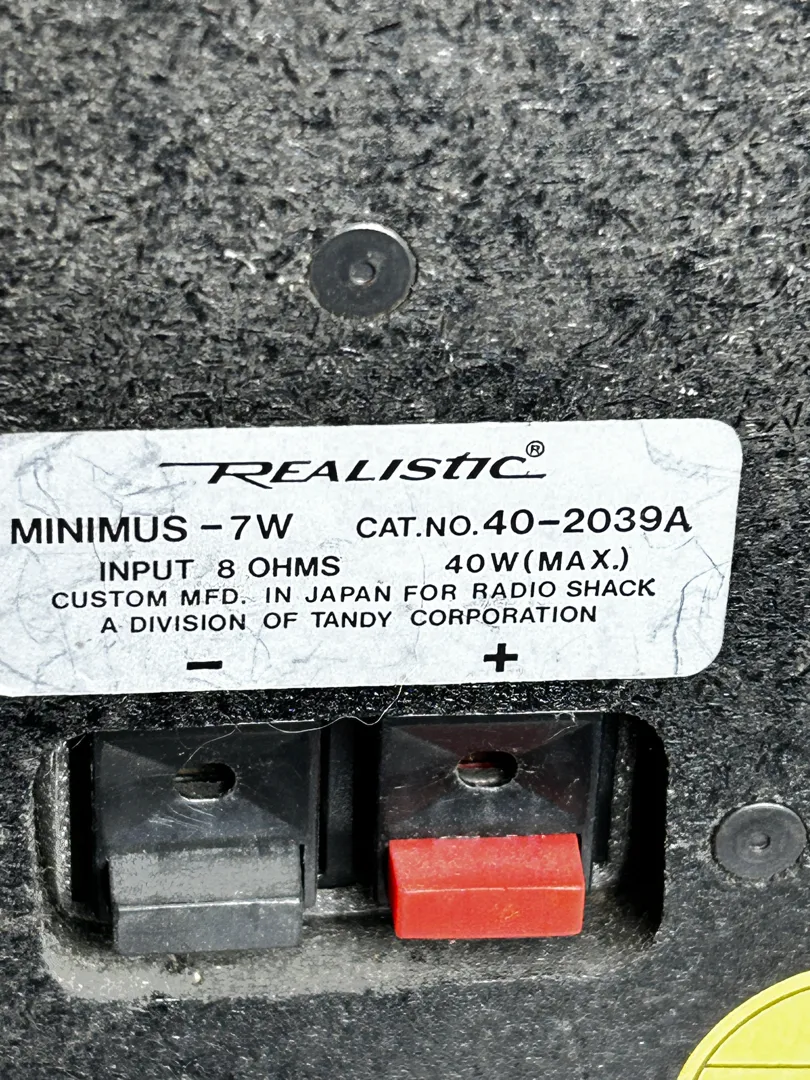 REALISTIC®
MINIMUS-7W CAT.NO.40-2039A
INPUT 8 OHMS 40W(MAX.)
CUSTOM MFD. IN JAPAN FOR RADIO SHACK
A DIVISION OF TANDY CORPORATION
- +